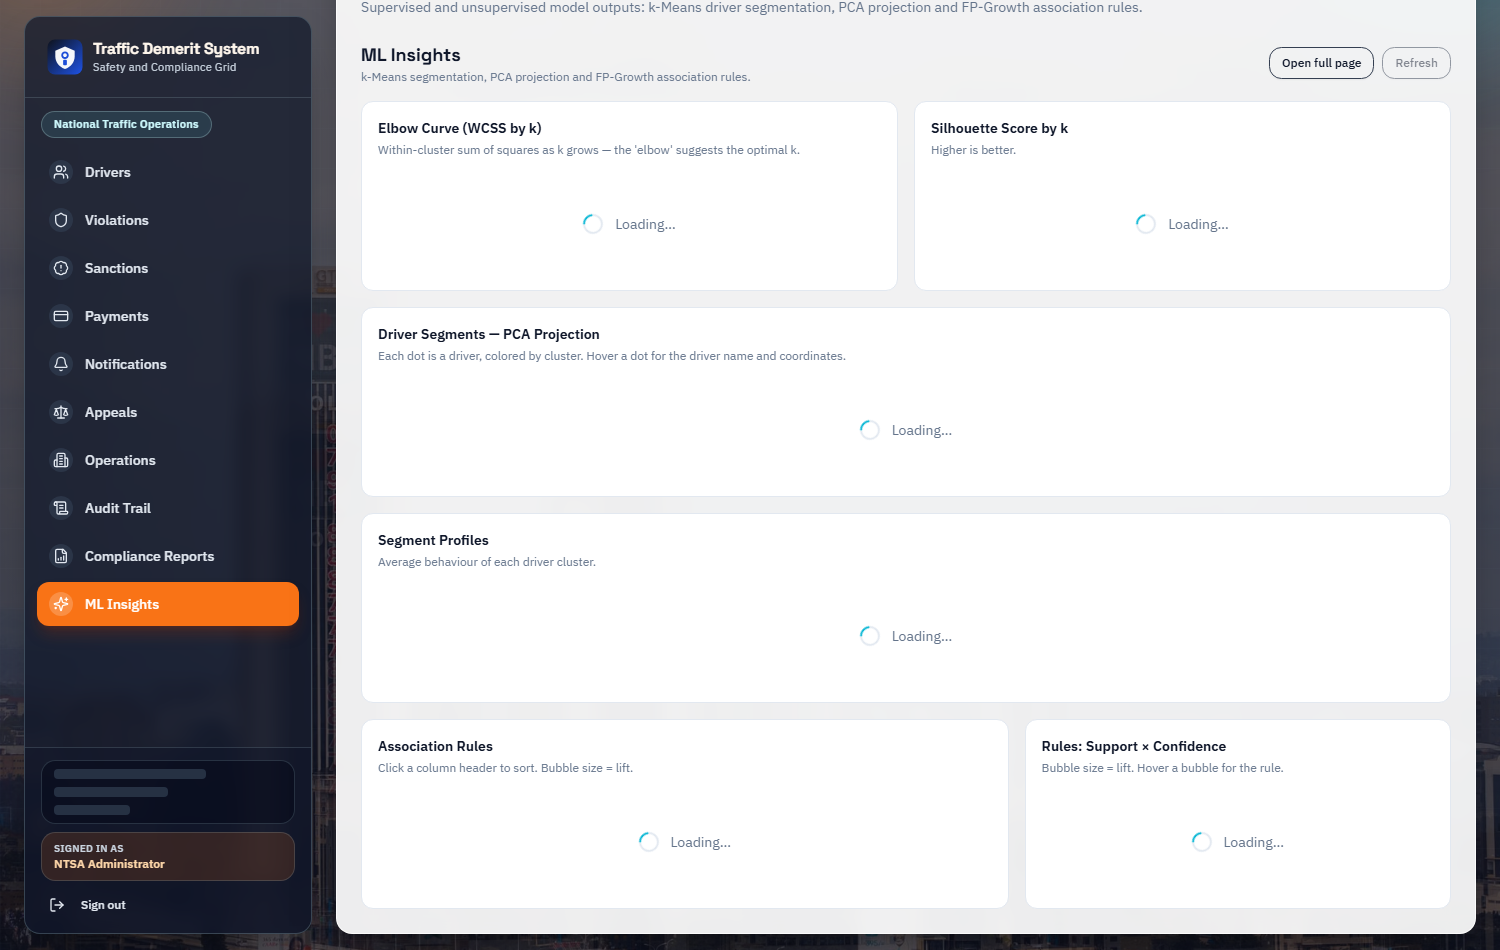 Traffic Demerit System
Safety and Compliance Grid
National Traffic Operations
Drivers
Violations
Sanctions
Payments
Notifications
Appeals
Operations
Audit Trail
Compliance Reports
ML Insights
SIGNED IN AS
NTSA Administrator
Sign out
Supervised and unsupervised model outputs: k-Means driver segmentation, PCA projection and FP-Growth association rules.
ML Insights
k-Means segmentation, PCA projection and FP-Growth association rules.
Open full page
Refresh
Elbow Curve (WCSS by k)
Within-cluster sum of squares as k grows — the 'elbow' suggests the optimal k.
Loading...
Silhouette Score by k
Higher is better.
Loading...
Driver Segments — PCA Projection
Each dot is a driver, colored by cluster. Hover a dot for the driver name and coordinates.
Loading...
Segment Profiles
Average behaviour of each driver cluster.
Loading...
Association Rules
Click a column header to sort. Bubble size = lift.
Loading...
Rules: Support × Confidence
Bubble size = lift. Hover a bubble for the rule.
Loading...